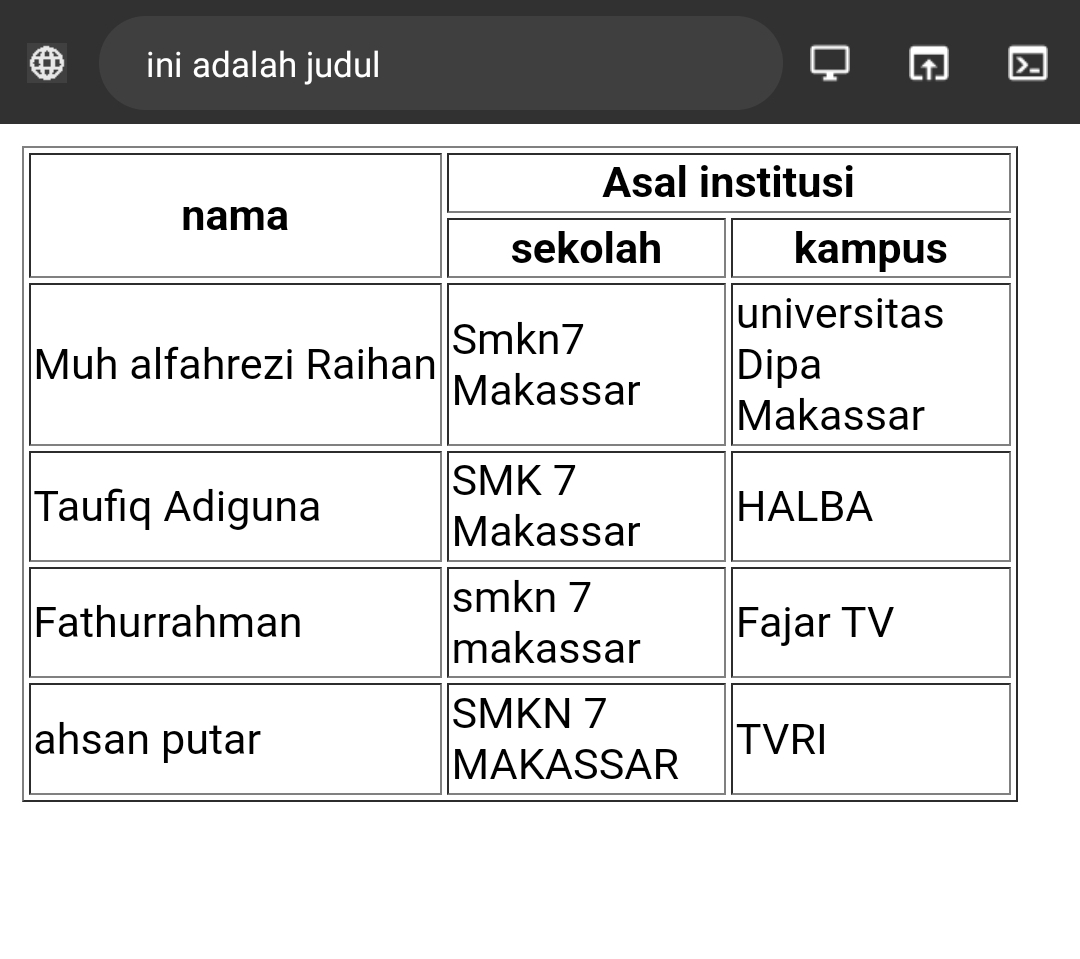 ini adalah judul
nama
Asal institusi
sekolah
kampus
Muh alfahrezi Raihan
Smkn7
Makassar
universitas
Dipa
Makassar
Taufiq Adiguna
SMK 7
Makassar
HALBA
Fathurrahman
smkn 7
makassar
Fajar TV
ahsan putar
SMKN 7
MAKASSAR
TVRI